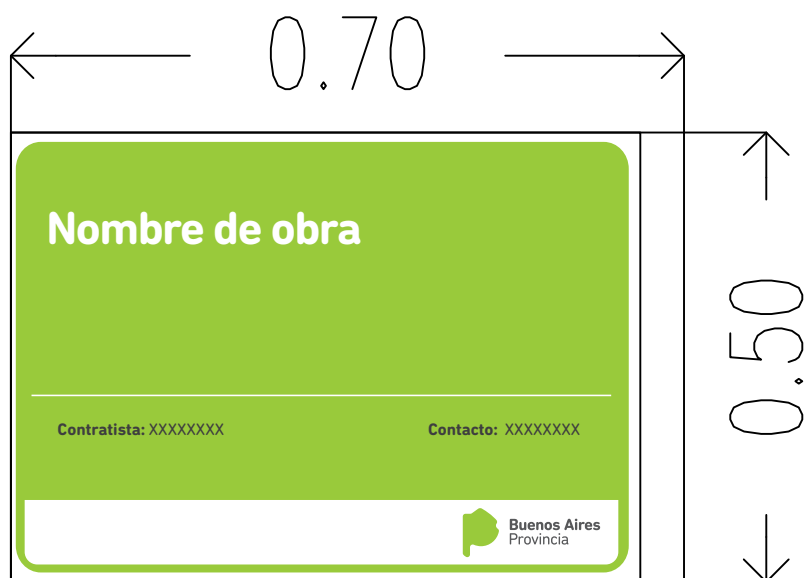 0.70
Nombre de obra
0.50
Contratista: XXXXXXXX
Contacto: XXXXXXXX
Buenos Aires
Provincia